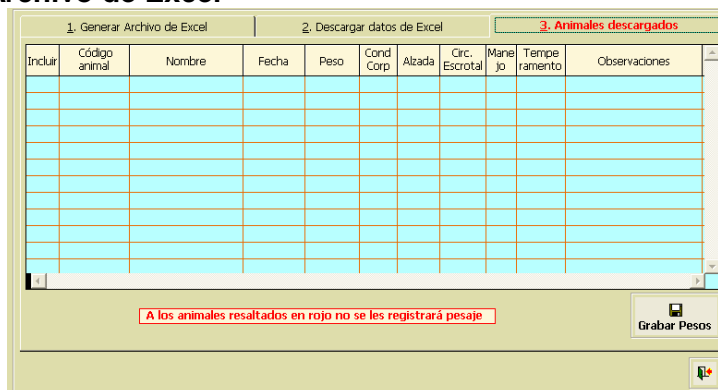 Archivo de Excel
1. Generar Archivo de Excel 2. Descargar datos de Excel 3. Animales descargados
Incluir Código animal Nombre Fecha Peso Cond Corp Alzada Circ. Escrotal Mane jo Tempe ramento Observaciones
A los animales resaltados en rojo no se les registrará pesaje
Grabar Pesos